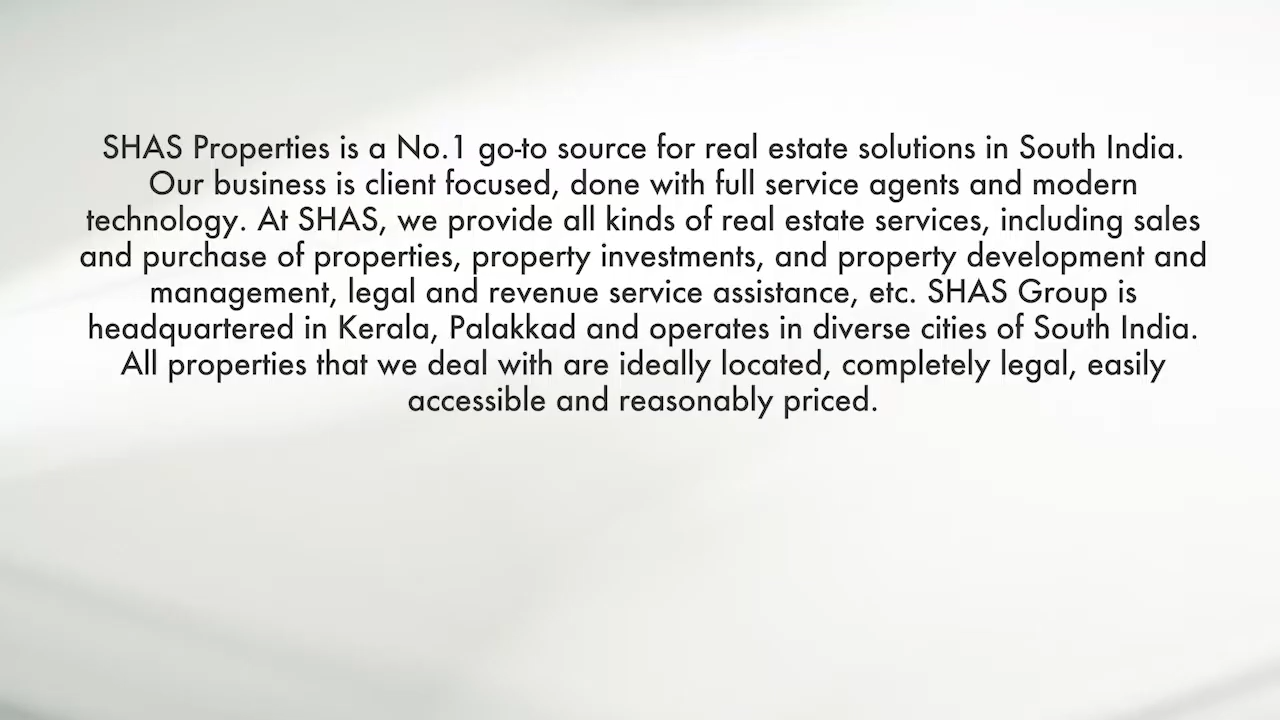 SHAS Properties is a No.1 go-to source for real estate solutions in South India.
Our business is client focused, done with full service agents and modern
technology. At SHAS, we provide all kinds of real estate services, including sales
and purchase of properties, property investments, and property development and
management, legal and revenue service assistance, etc. SHAS Group is
headquartered in Kerala, Palakkad and operates in diverse cities of South India.
All properties that we deal with are ideally located, completely legal, easily
accessible and reasonably priced.